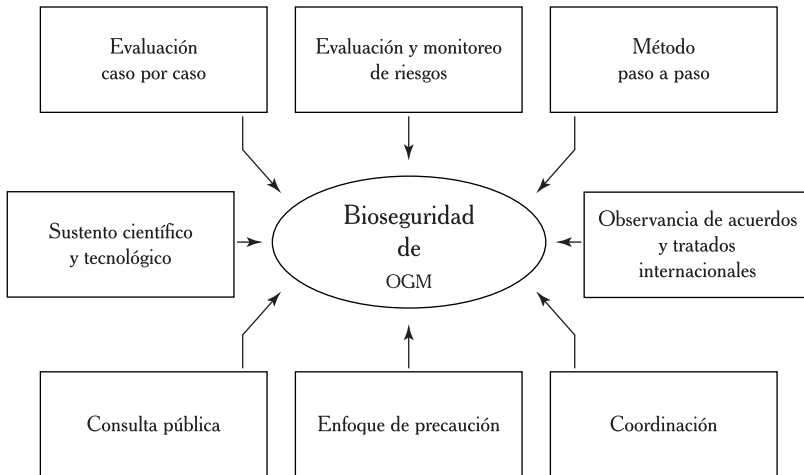 Evaluación
caso por caso
Evaluación y monitoreo
de riesgos
Método
paso a paso
Sustento científico
y tecnológico
Bioseguridad
de
OGM
Observancia de acuerdos
y tratados
internacionales
Consulta pública
Enfoque de precaución
Coordinación